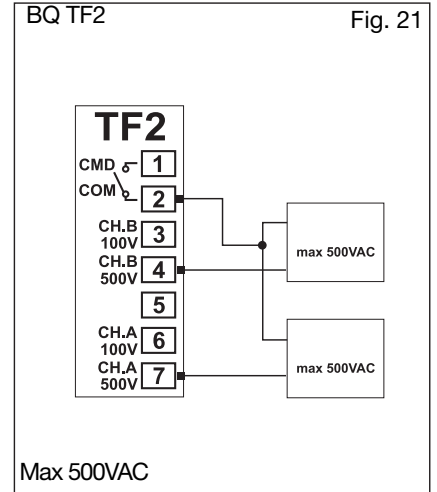 BQ TF2
Fig. 21
TF2
CMD 1
COM 2
CH.B
100V 3
CH.B
500V 4
5
CH.A
100V 6
CH.A
500V 7
max 500VAC
max 500VAC
Max 500VAC